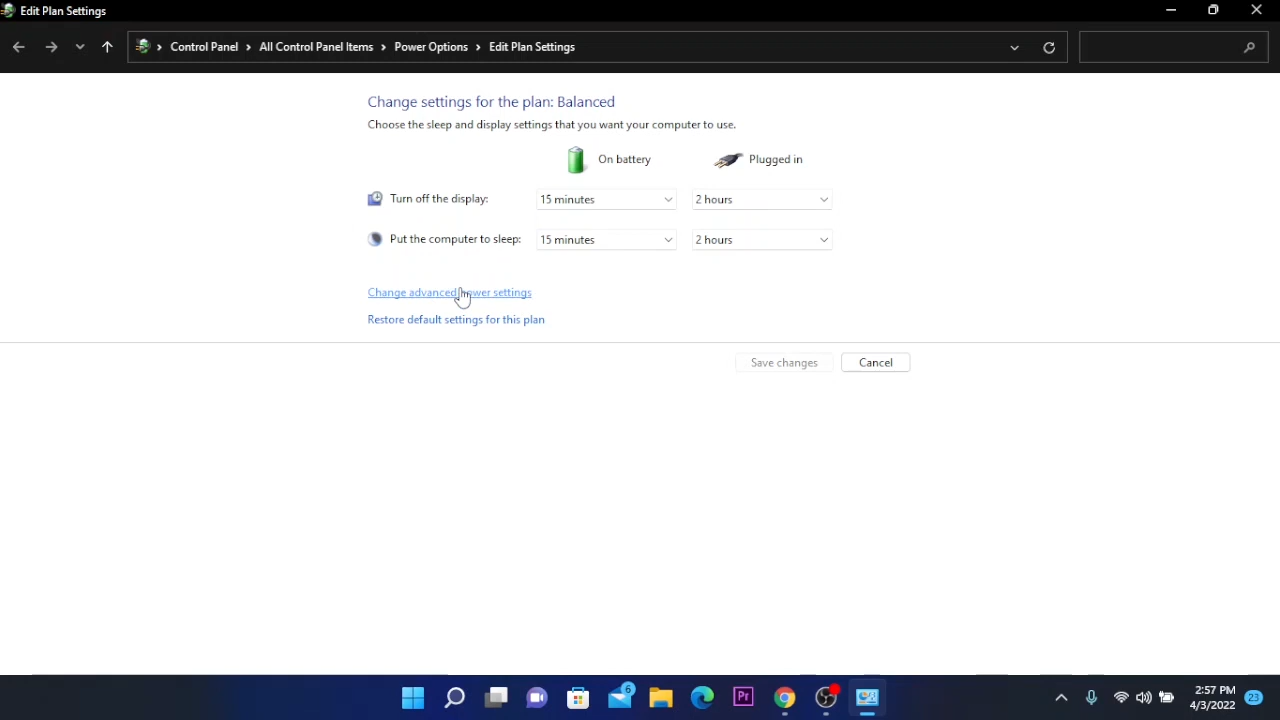 Edit Plan Settings
Control Panel > All Control Panel Items > Power Options > Edit Plan Settings
Change settings for the plan: Balanced
Choose the sleep and display settings that you want your computer to use.
On battery Plugged in
Turn off the display: 15 minutes 2 hours
Put the computer to sleep: 15 minutes 2 hours
Change advanced power settings
Restore default settings for this plan
Save changes Cancel
6 Pr 2:57 PM
4/3/2022 23